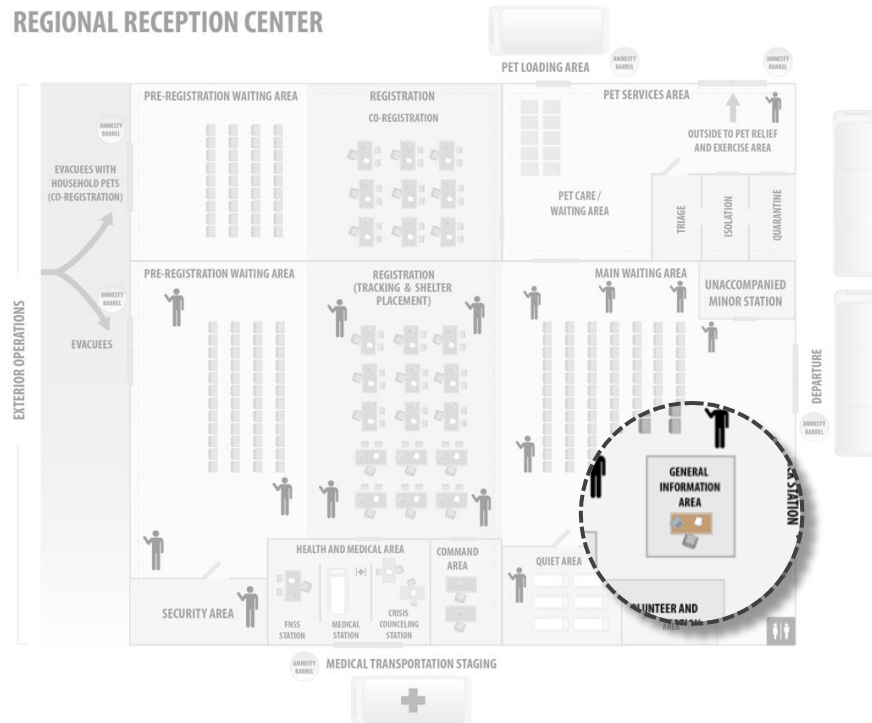 REGIONAL RECEPTION CENTER
PET LOADING AREA
AMNESTY
BARREL
AMNESTY
BARREL
PRE-REGISTRATION WAITING AREA
REGISTRATION
CO-REGISTRATION
PET SERVICES AREA
OUTSIDE TO PET RELIEF
AND EXERCISE AREA
AMNESTY
BARREL
EVACUEES WITH
HOUSEHOLD PETS
(CO-REGISTRATION)
PET CARE /
WAITING AREA
TRIAGE
ISOLATION
QUARANTINE
PRE-REGISTRATION WAITING AREA
REGISTRATION
(TRACKING & SHELTER
PLACEMENT)
MAIN WAITING AREA
UNACCOMPANIED
MINOR STATION
AMNESTY
BARREL
EVACUEES
EXTERIOR OPERATIONS
DEPARTURE
AMNESTY
BARREL
GENERAL
INFORMATION
AREA
STATION
HEALTH AND MEDICAL AREA
COMMAND
AREA
QUIET AREA
SECURITY AREA
FNSS
STATION
MEDICAL
STATION
CRISIS
COUNCELING
STATION
AND
AREA
AMNESTY
BARREL
MEDICAL TRANSPORTATION STAGING